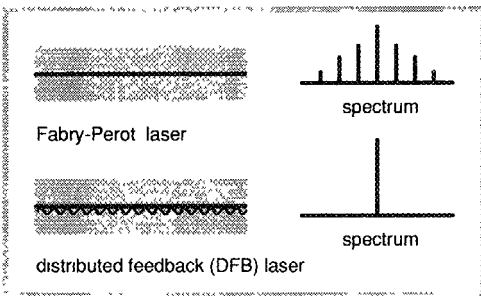 spectrum
Fabry-Perot laser
spectrum
distributed feedback (DFB) laser